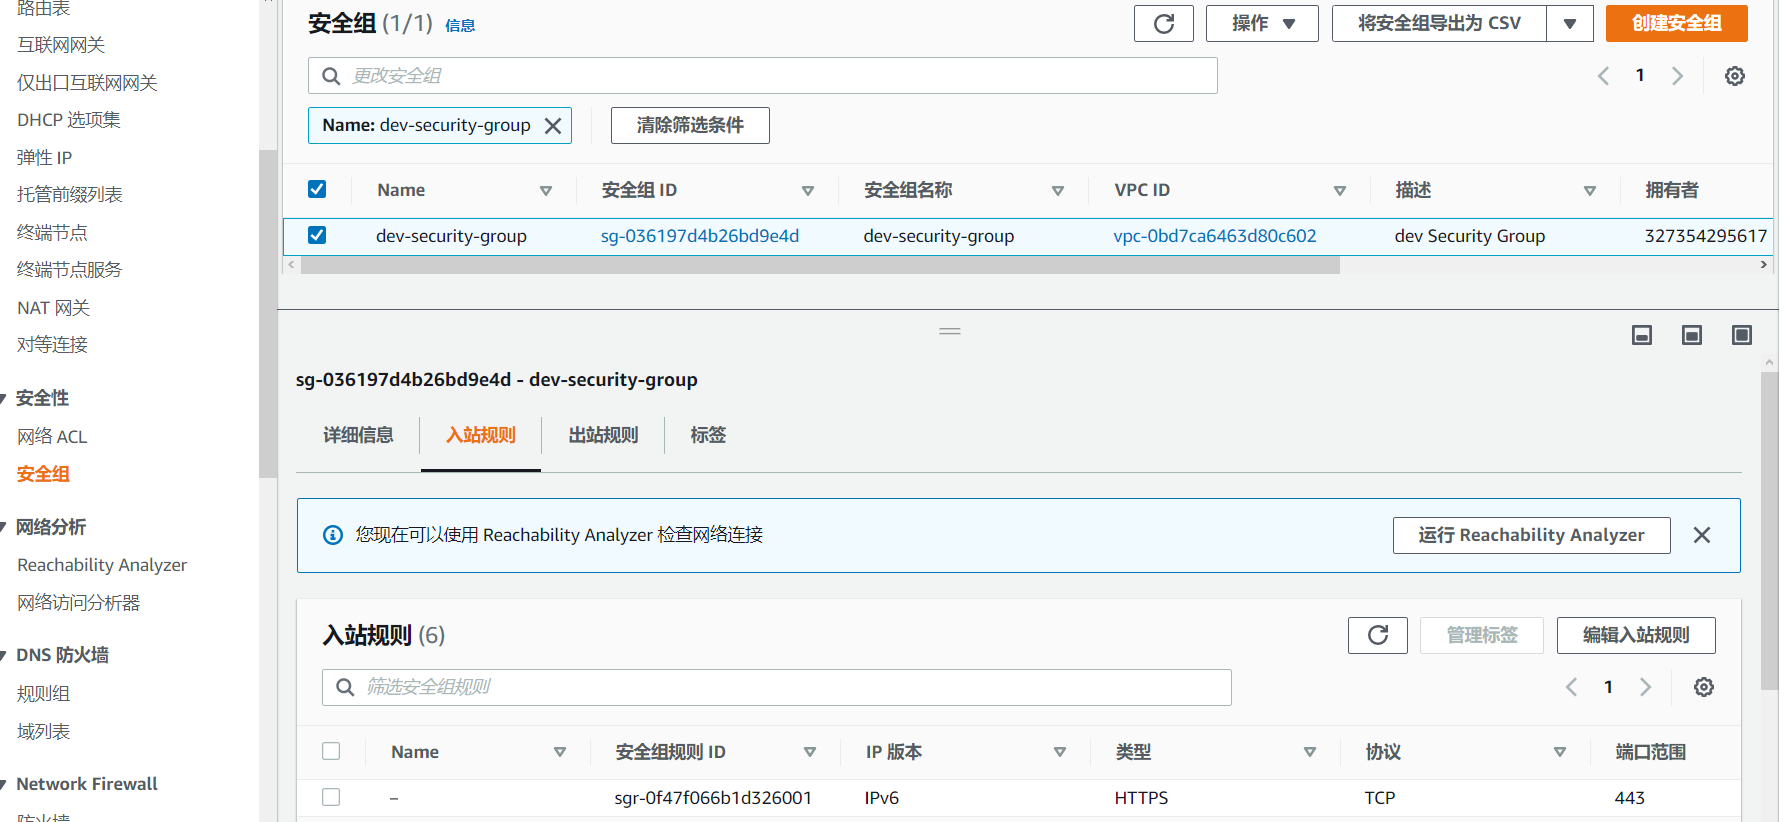 路由表
互联网网关
仅出口互联网网关
DHCP 选项集
弹性 IP
托管前缀列表
终端节点
终端节点服务
NAT 网关
对等连接
安全性
网络 ACL
安全组
网络分析
Reachability Analyzer
网络访问分析器
DNS 防火墙
规则组
域列表
Network Firewall
防火墙
安全组 (1/1) 信息
操作
将安全组导出为 CSV
创建安全组
更改安全组
1
Name: dev-security-group
清除筛选条件
Name 安全组 ID 安全组名称 VPC ID 描述 拥有者
dev-security-group sg-036197d4b26bd9e4d dev-security-group vpc-0bd7ca6463d80c602 dev Security Group 327354295617
sg-036197d4b26bd9e4d - dev-security-group
详细信息 入站规则 出站规则 标签
您现在可以使用 Reachability Analyzer 检查网络连接
运行 Reachability Analyzer
入站规则 (6)
管理标签
编辑入站规则
筛选安全组规则
1
Name 安全组规则 ID IP 版本 类型 协议 端口范围
– sgr-0f47f066b1d326001 IPv6 HTTPS TCP 443